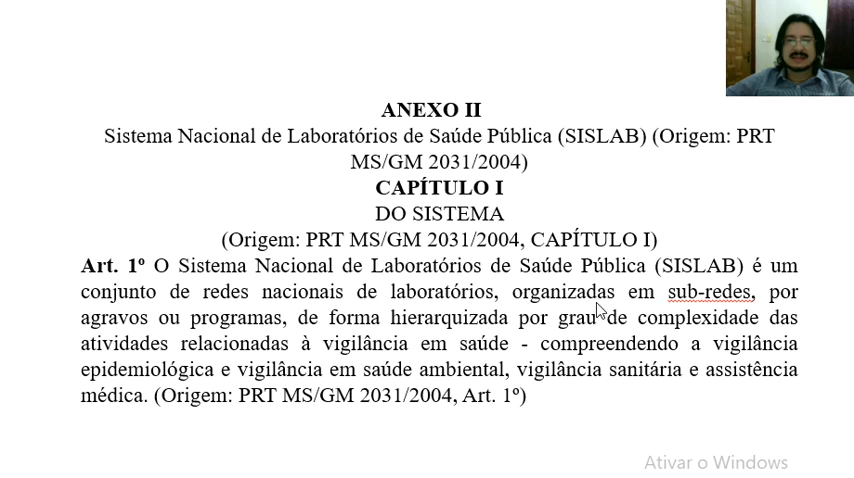 ANEXO II
Sistema Nacional de Laboratórios de Saúde Pública (SISLAB) (Origem: PRT
MS/GM 2031/2004)
CAPÍTULO I
DO SISTEMA
(Origem: PRT MS/GM 2031/2004, CAPÍTULO I)
Art. 1º O Sistema Nacional de Laboratórios de Saúde Pública (SISLAB) é um
conjunto de redes nacionais de laboratórios, organizadas em sub-redes, por
agravos ou programas, de forma hierarquizada por grau de complexidade das
atividades relacionadas à vigilância em saúde - compreendendo a vigilância
epidemiológica e vigilância em saúde ambiental, vigilância sanitária e assistência
médica. (Origem: PRT MS/GM 2031/2004, Art. 1º)
Ativar o Windows